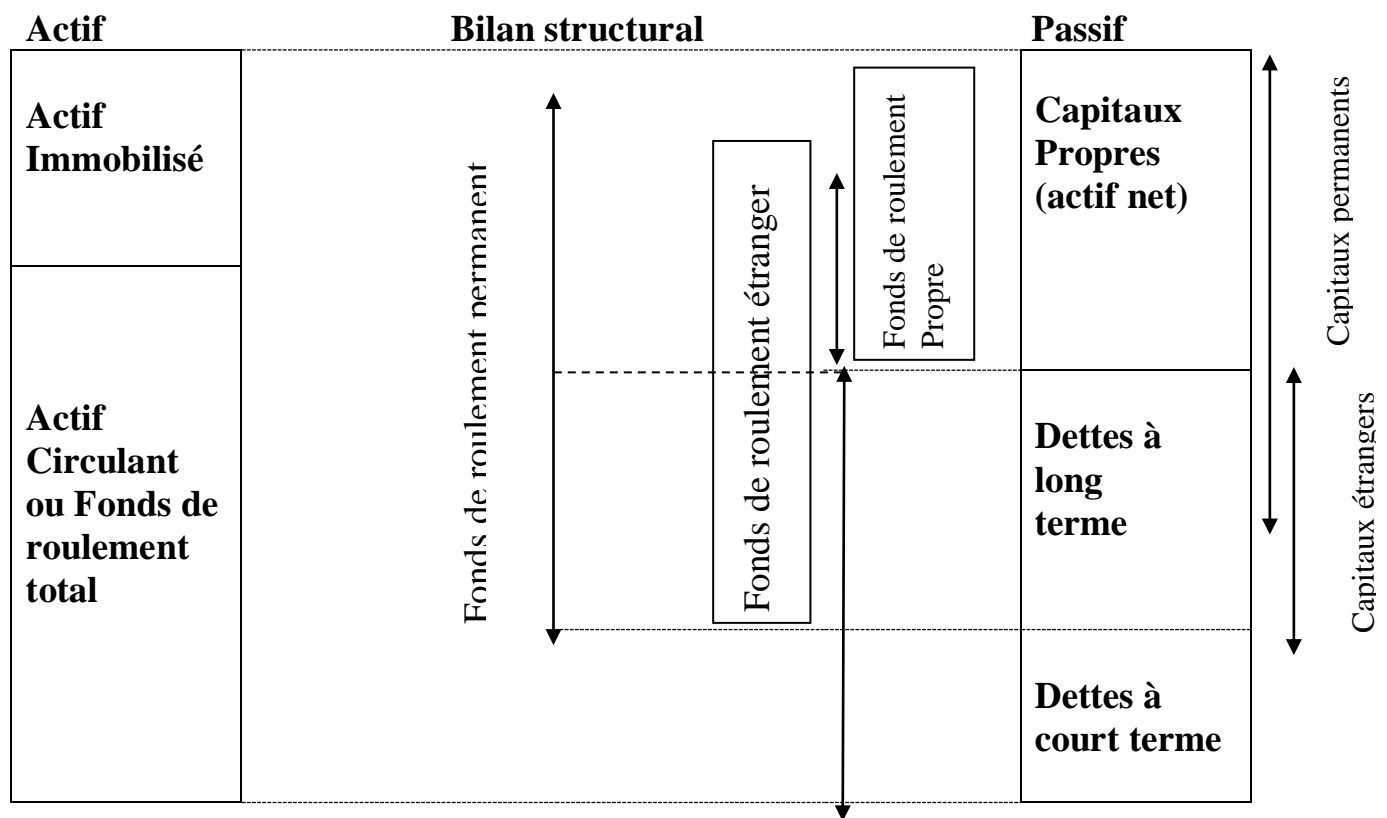 Actif Bilan structural Passif
Actif
Immobilisé
Actif
Circulant
ou Fonds de
roulement
total
Fonds de roulement permanent
Fonds de roulement étranger
Fonds de roulement
Propre
Capitaux
Propres
(actif net)
Dettes à
long
terme
Dettes à
court terme
Capitaux permanents
Capitaux étrangers